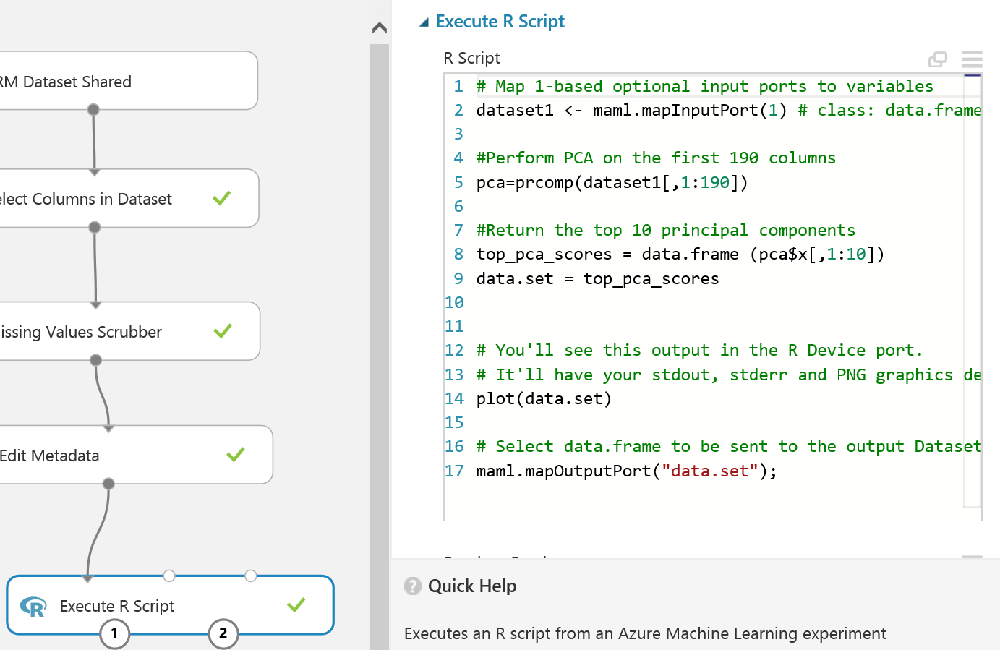 RM Dataset Shared
elect Columns in Dataset
issing Values Scrubber
Edit Metadata
R Execute R Script
1 2
Execute R Script
R Script
1 # Map 1-based optional input ports to variables
2 dataset1 <- maml.mapInputPort(1) # class: data.frame
3
4 #Perform PCA on the first 190 columns
5 pca=prcomp(dataset1[,1:190])
6
7 #Return the top 10 principal components
8 top_pca_scores = data.frame (pca$x[,1:10])
9 data.set = top_pca_scores
10
11
12 # You'll see this output in the R Device port.
13 # It'll have your stdout, stderr and PNG graphics de
14 plot(data.set)
15
16 # Select data.frame to be sent to the output Dataset
17 maml.mapOutputPort("data.set");
? Quick Help
Executes an R script from an Azure Machine Learning experiment